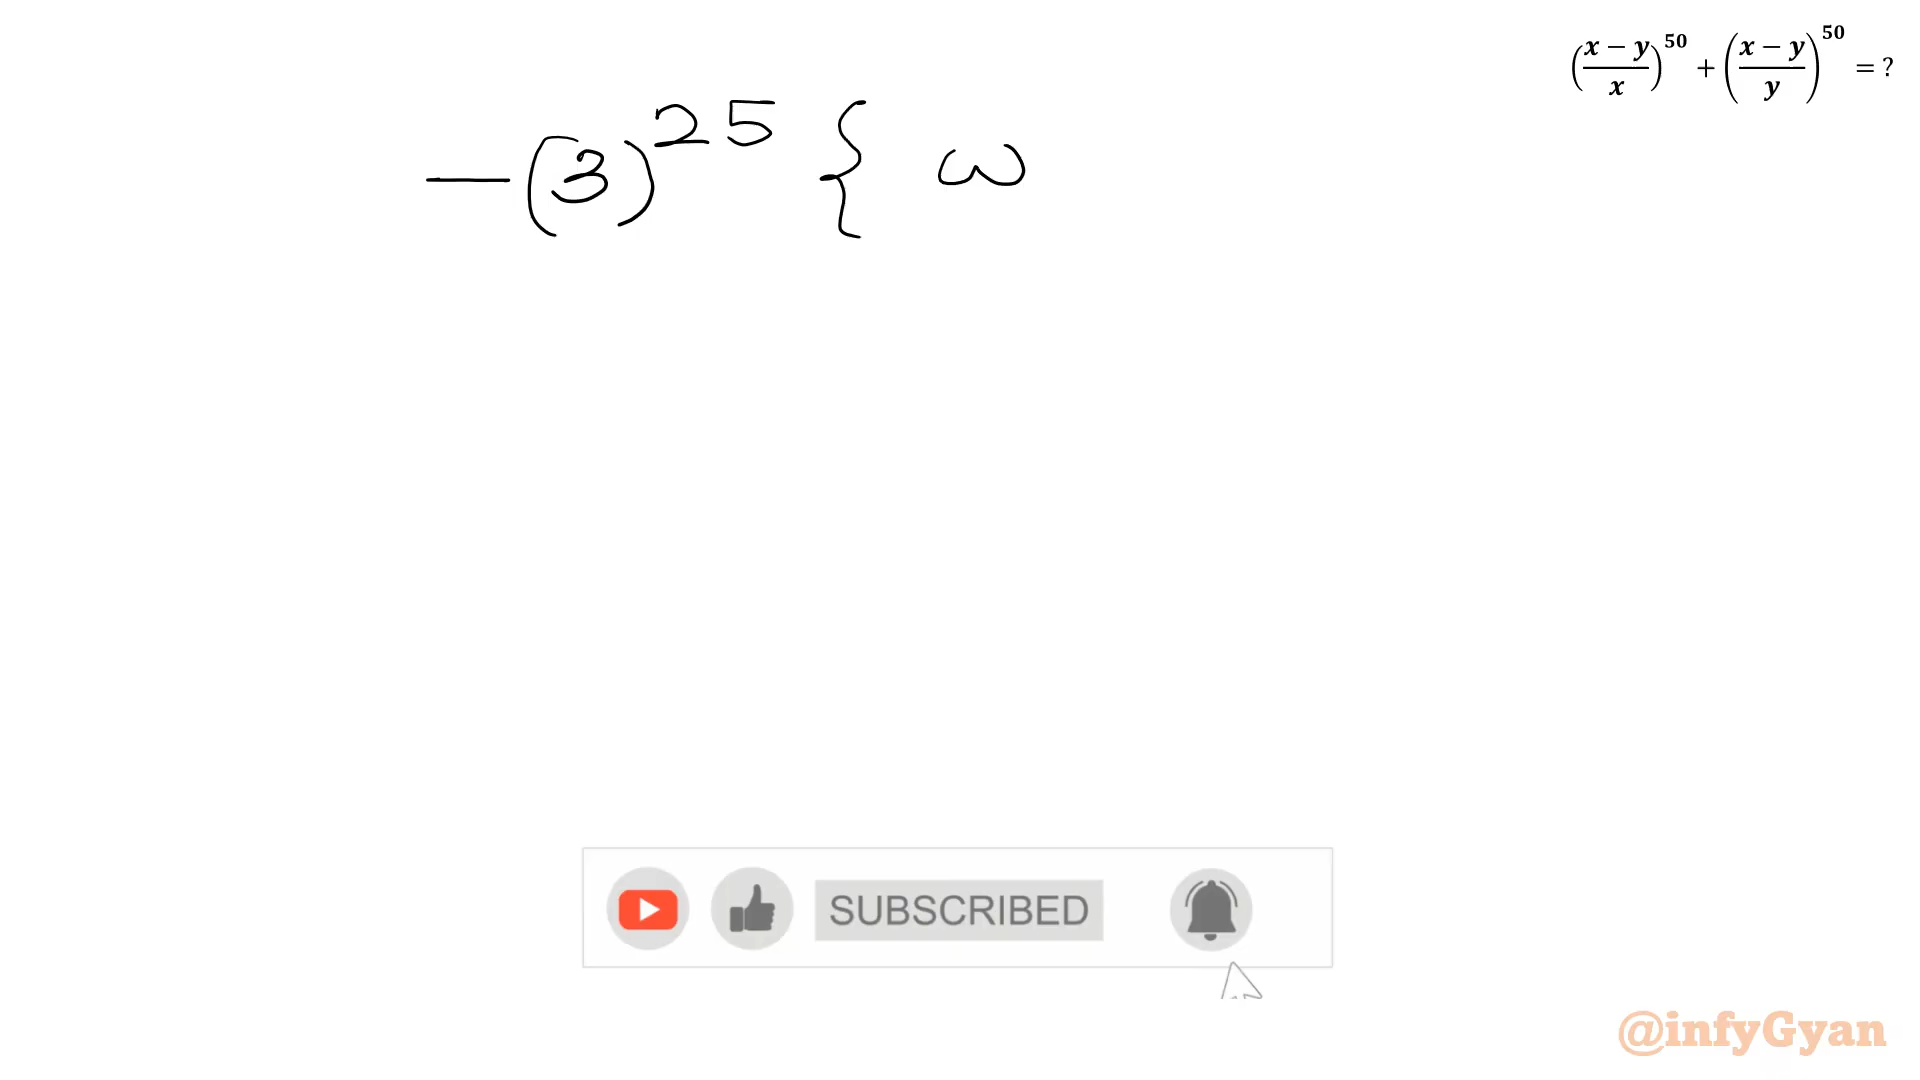 (x − y / x)^50 + (x − y / y)^50 = ?
−(3)^25 { ω
SUBSCRIBED
@infyGyan